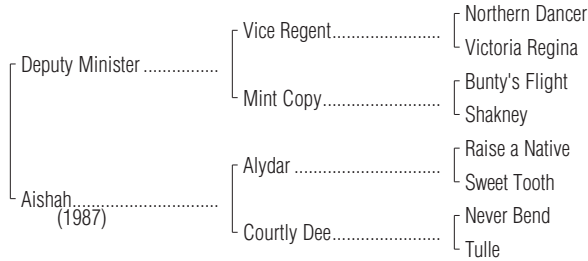 Northern Dancer
Vice Regent
Victoria Regina
Deputy Minister
Bunty's Flight
Mint Copy
Shakney
Raise a Native
Alydar
Sweet Tooth
Aishah
(1987)
Never Bend
Courtly Dee
Tulle